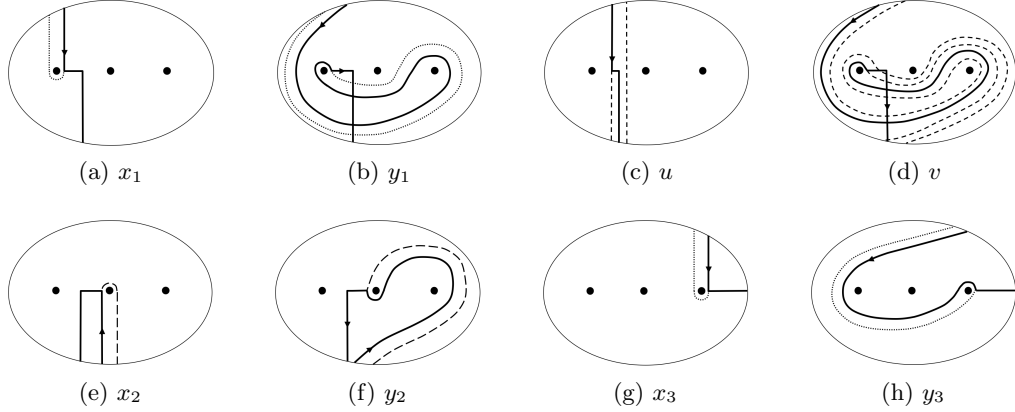 (a) x₁
(b) y₁
(c) u
(d) v
(e) x₂
(f) y₂
(g) x₃
(h) y₃